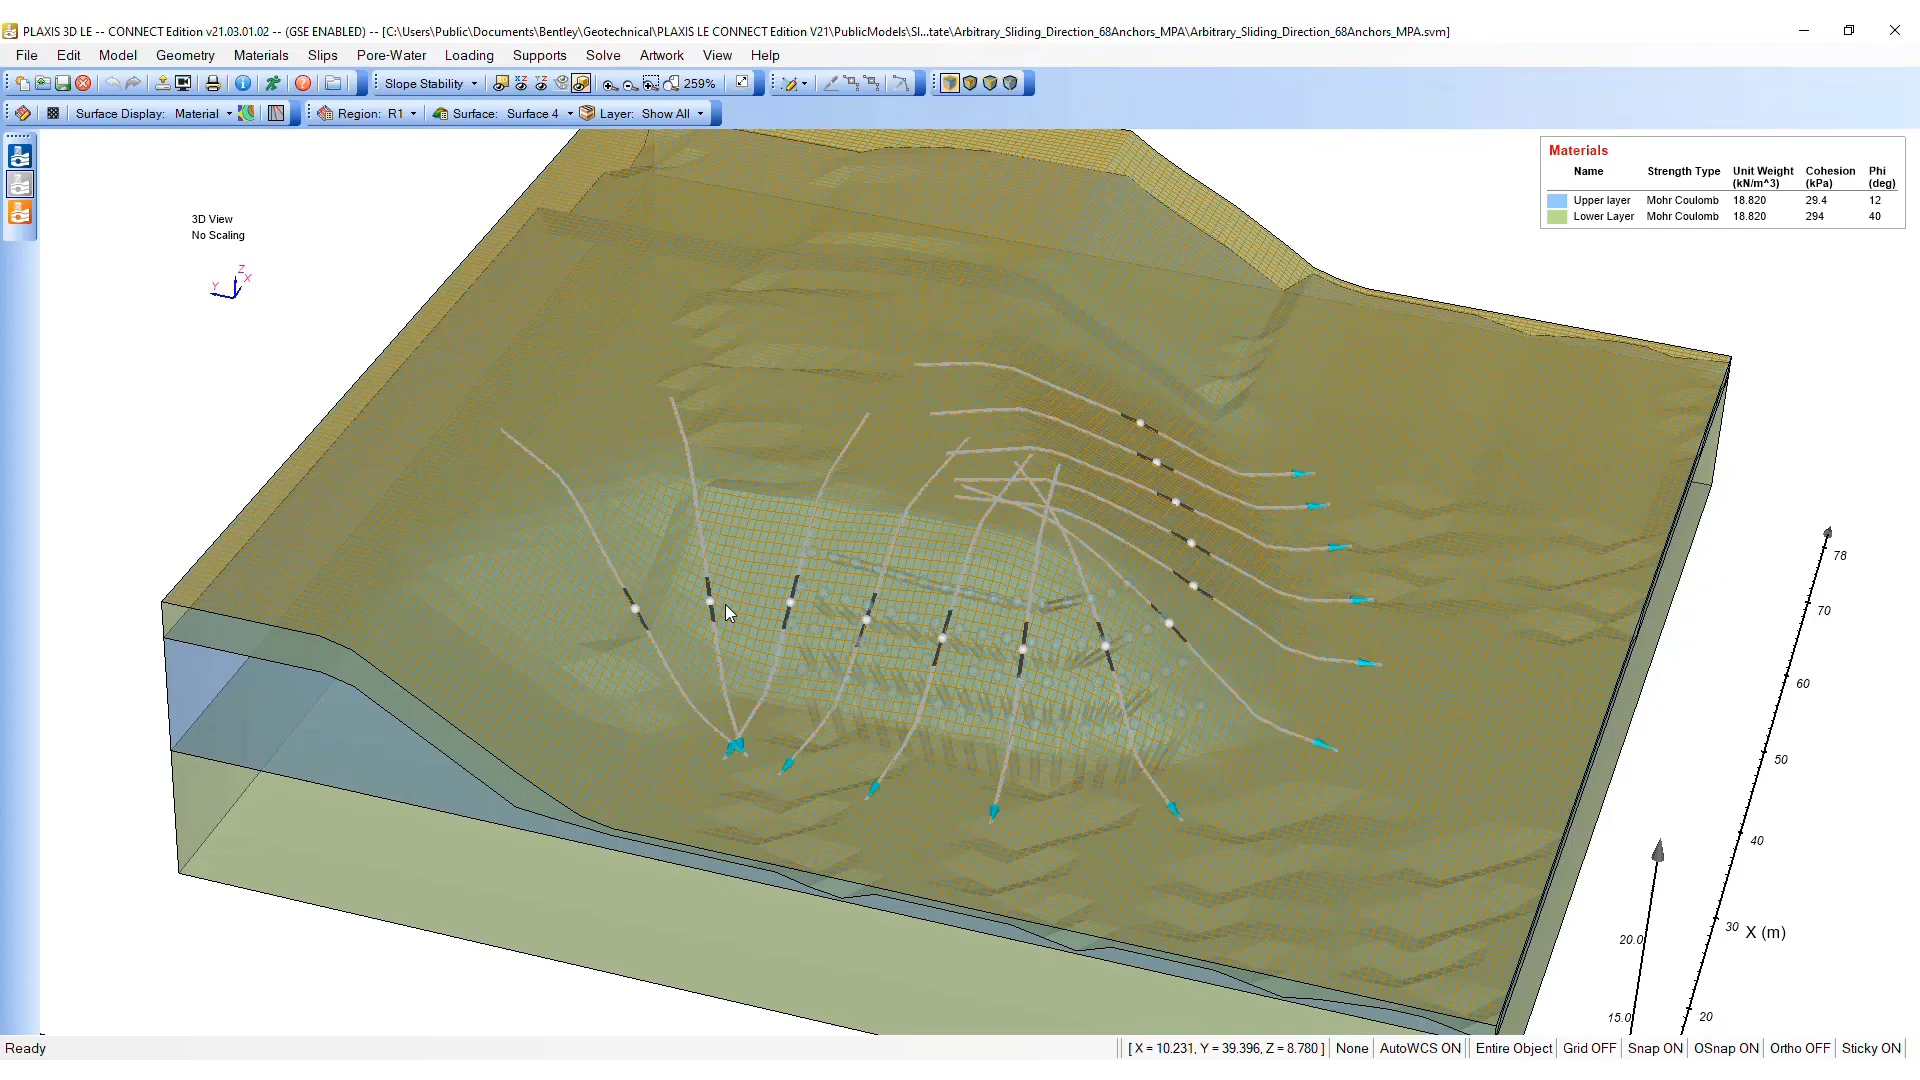 PLAXIS 3D LE -- CONNECT Edition v21.03.01.02 -- (GSE ENABLED) -- [C:\Users\Public\Documents\Bentley\Geotechnical\PLAXIS LE CONNECT Edition V21\PublicModels\Sl...tate\Arbitrary_Sliding_Direction_68Anchors_MPA\Arbitrary_Sliding_Direction_68Anchors_MPA.svm]
File Edit Model Geometry Materials Slips Pore-Water Loading Supports Solve Artwork View Help
Slope Stability 259%
Surface Display: Material Region: R1 Surface: Surface 4 Layer: Show All
Materials
Name Strength Type Unit Weight (kN/m^3) Cohesion (kPa) Phi (deg)
Upper layer Mohr Coulomb 18.820 29.4 12
Lower Layer Mohr Coulomb 18.820 294 40
3D View
No Scaling
Z
X
Y
78
70
60
50
40
30
X (m)
20.0
15.0
20
Ready
[ X = 10.231, Y = 39.396, Z = 8.780 ] None AutoWCS ON Entire Object Grid OFF Snap ON OSnap ON Ortho OFF Sticky ON